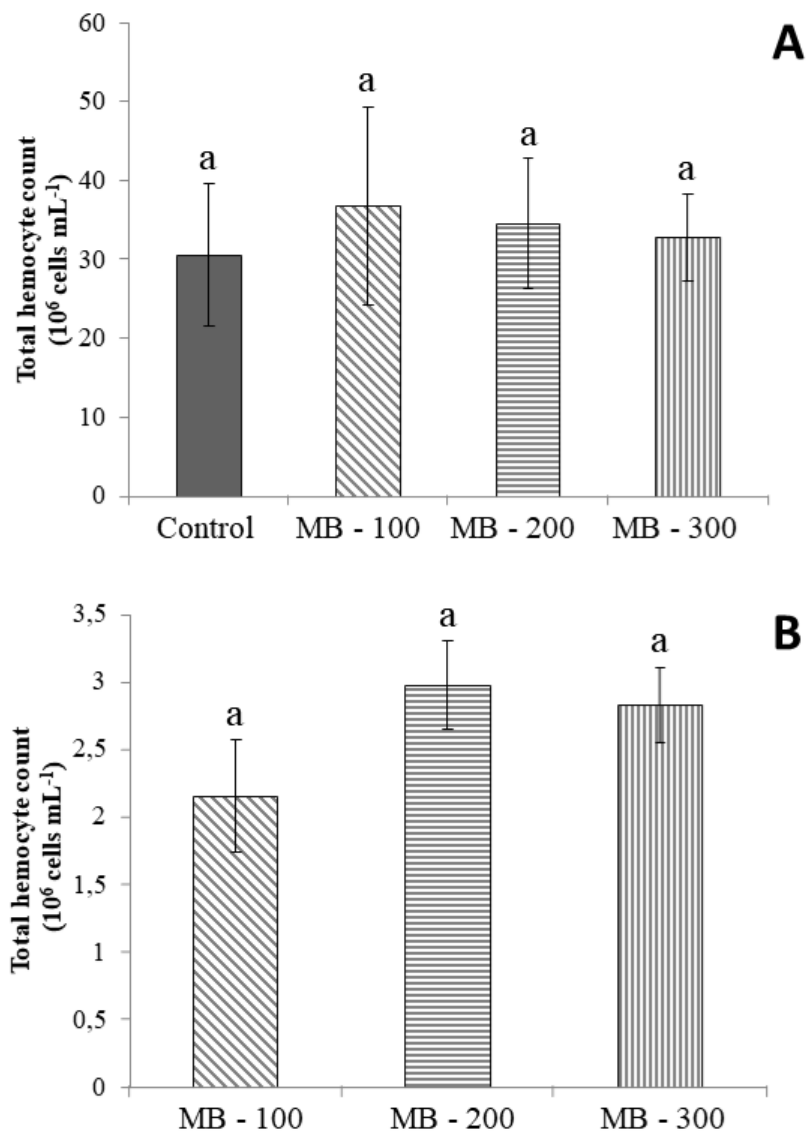 A
60
50
40
30
20
10
0
Total hemocyte count
(10⁶ cells mL⁻¹)
a
a
a
a
Control
MB - 100
MB - 200
MB - 300
B
3,5
3
2,5
2
1,5
1
0,5
0
Total hemocyte count
(10⁶ cells mL⁻¹)
a
a
a
MB - 100
MB - 200
MB - 300